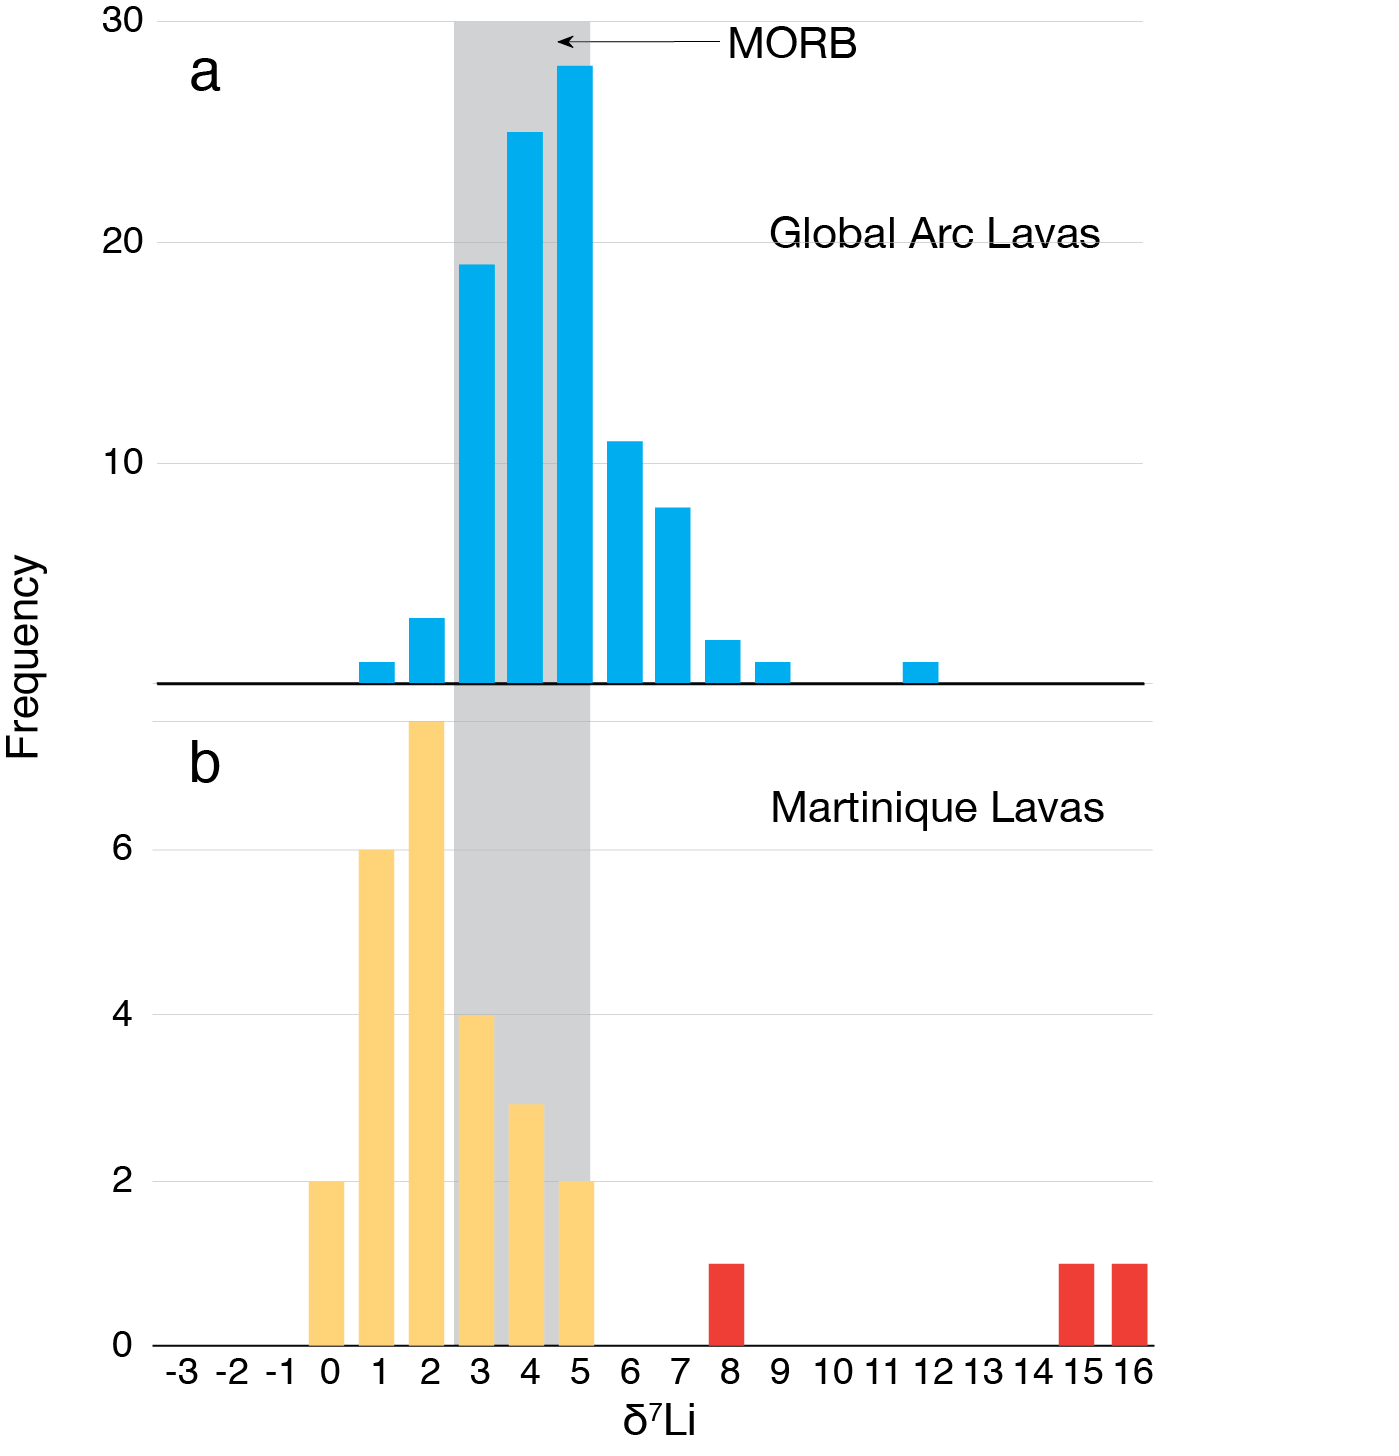 30
MORB
a
Global Arc Lavas
20
10
Frequency
b
Martinique Lavas
6
4
2
0
-3 -2 -1 0 1 2 3 4 5 6 7 8 9 10 11 12 13 14 15 16
δ⁷Li